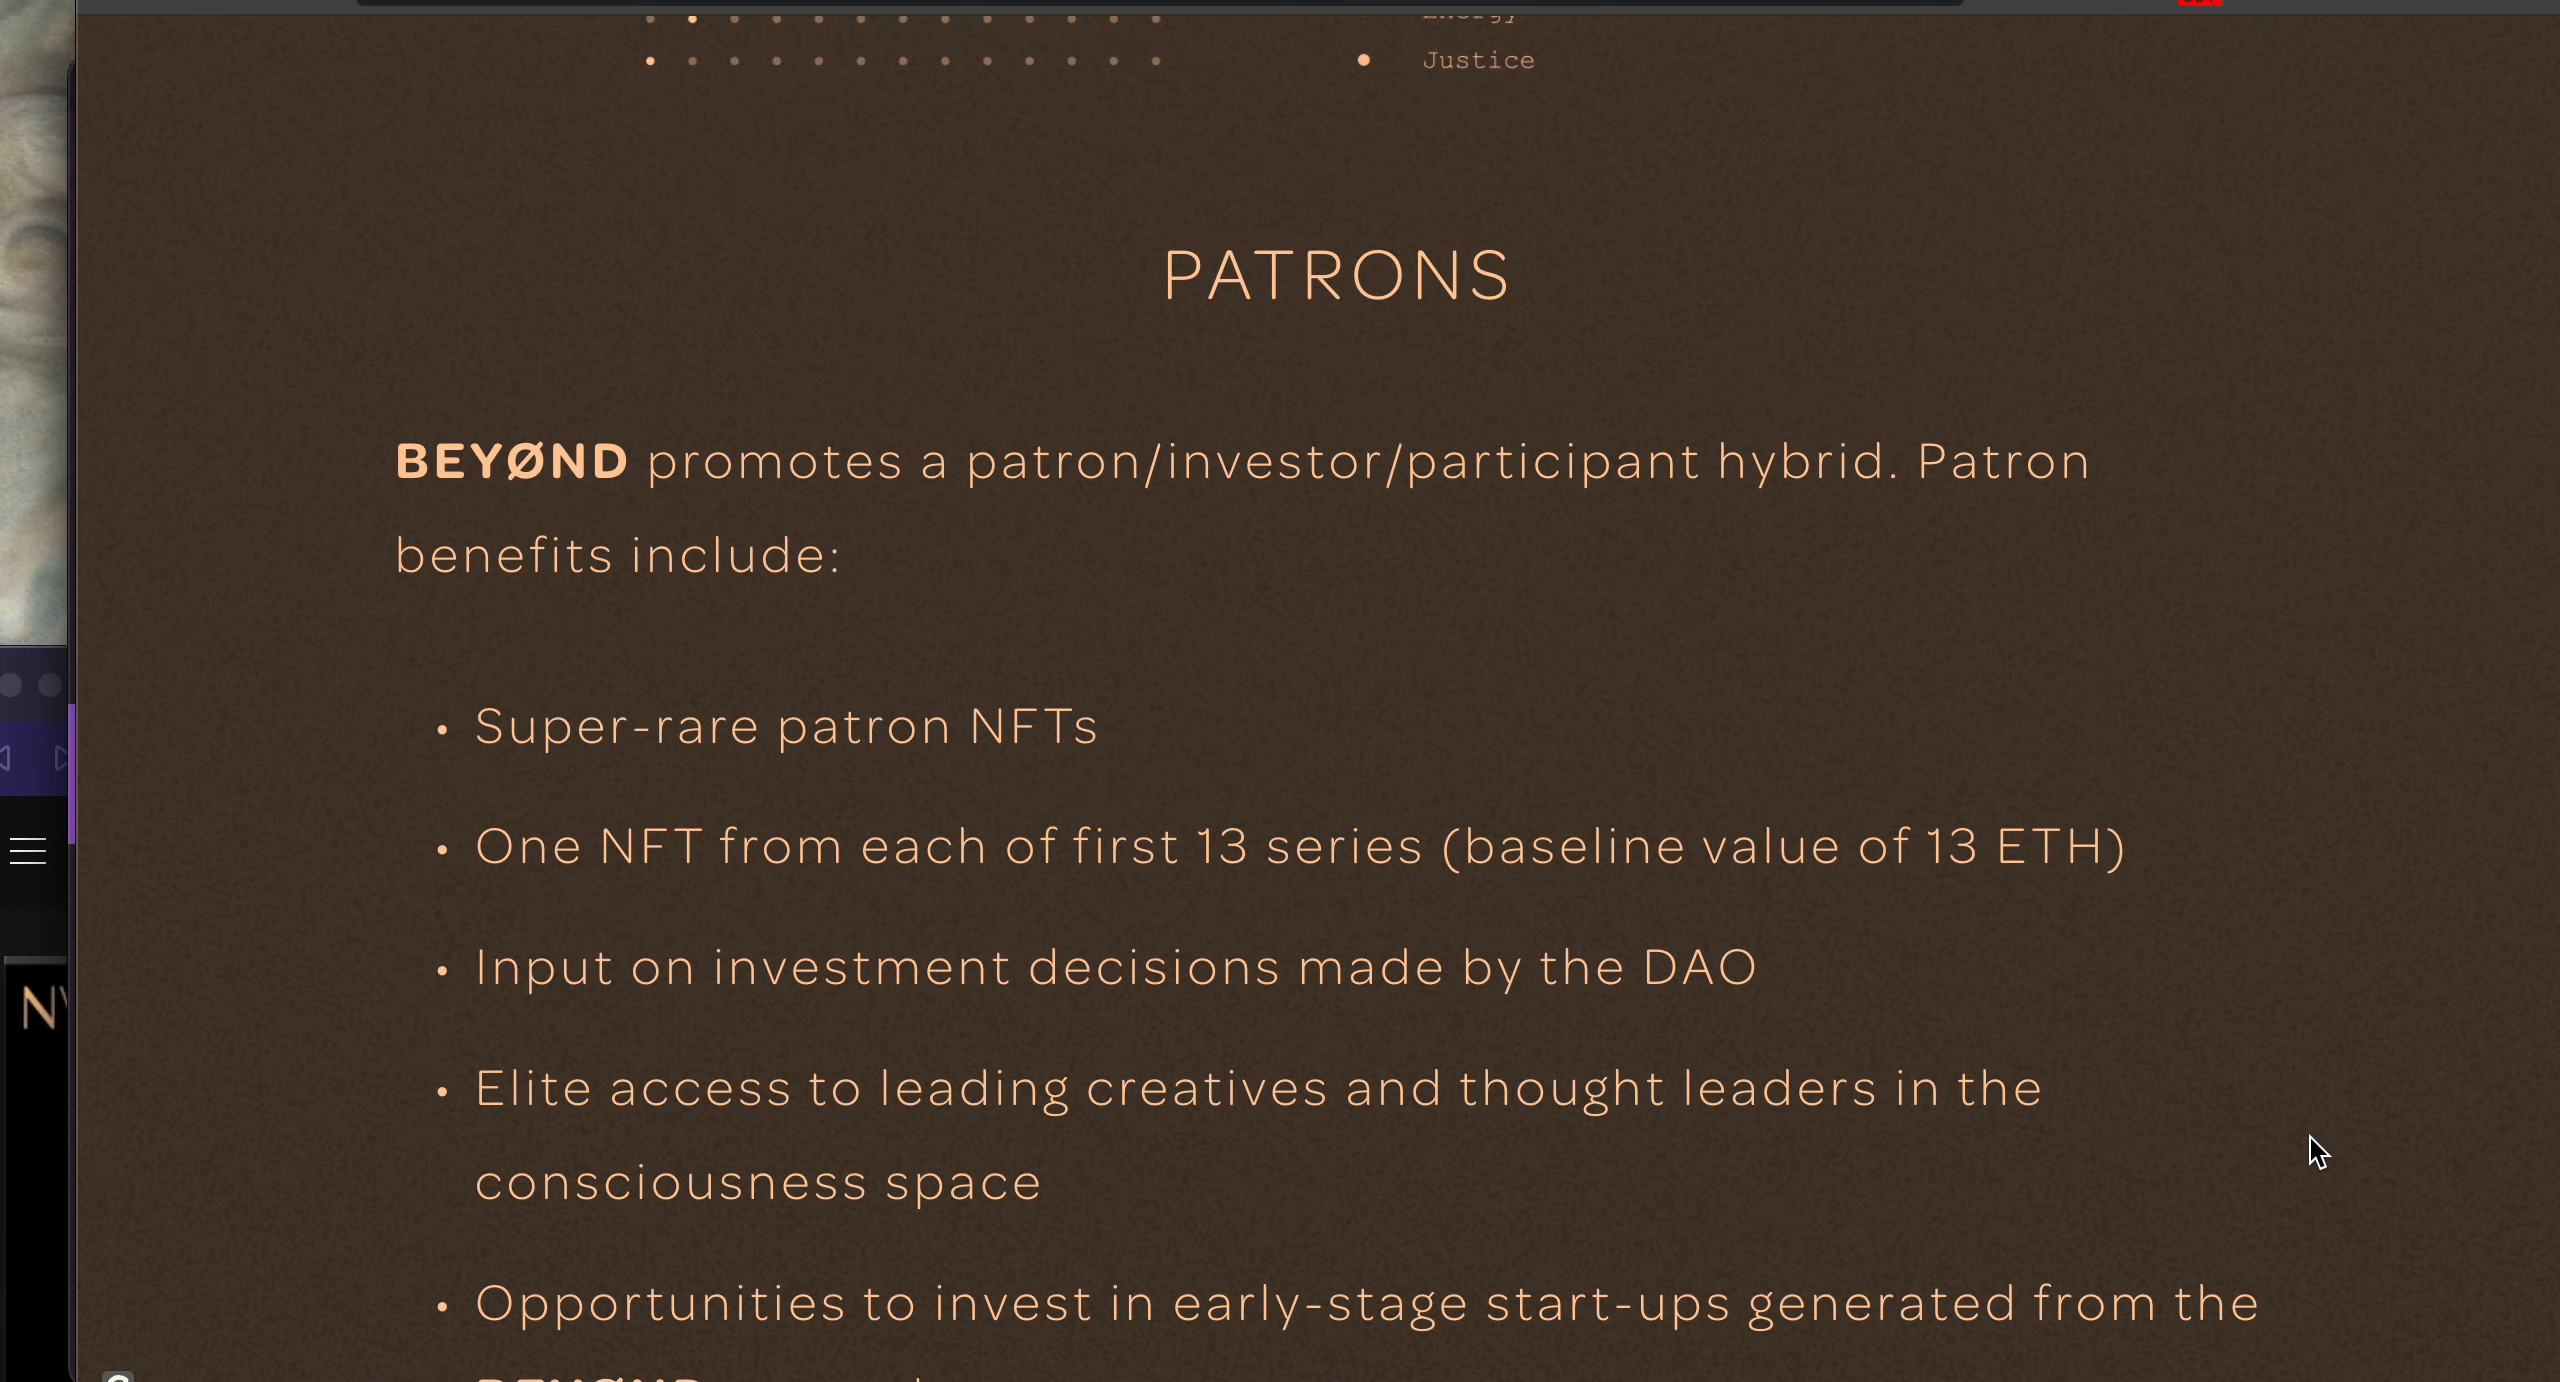 Energy
Justice
PATRONS
BEYØND promotes a patron/investor/participant hybrid. Patron
benefits include:
• Super-rare patron NFTs
• One NFT from each of first 13 series (baseline value of 13 ETH)
• Input on investment decisions made by the DAO
• Elite access to leading creatives and thought leaders in the
consciousness space
• Opportunities to invest in early-stage start-ups generated from the
BEYØND